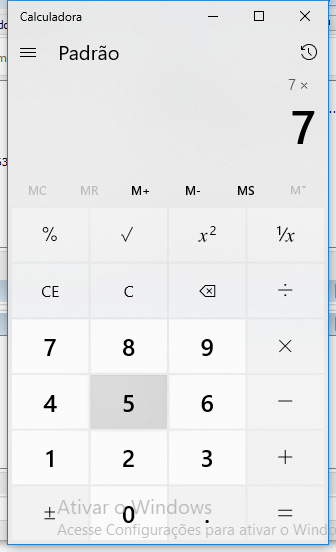 Calculadora
Padrão
7 ×
7
MC MR M+ M- MS M˅
% √ x² ¹/x
CE C ÷
7 8 9 ×
4 5 6 −
1 2 3 +
± 0 . =
Ativar o Windows
Acesse Configurações para ativar o Windo